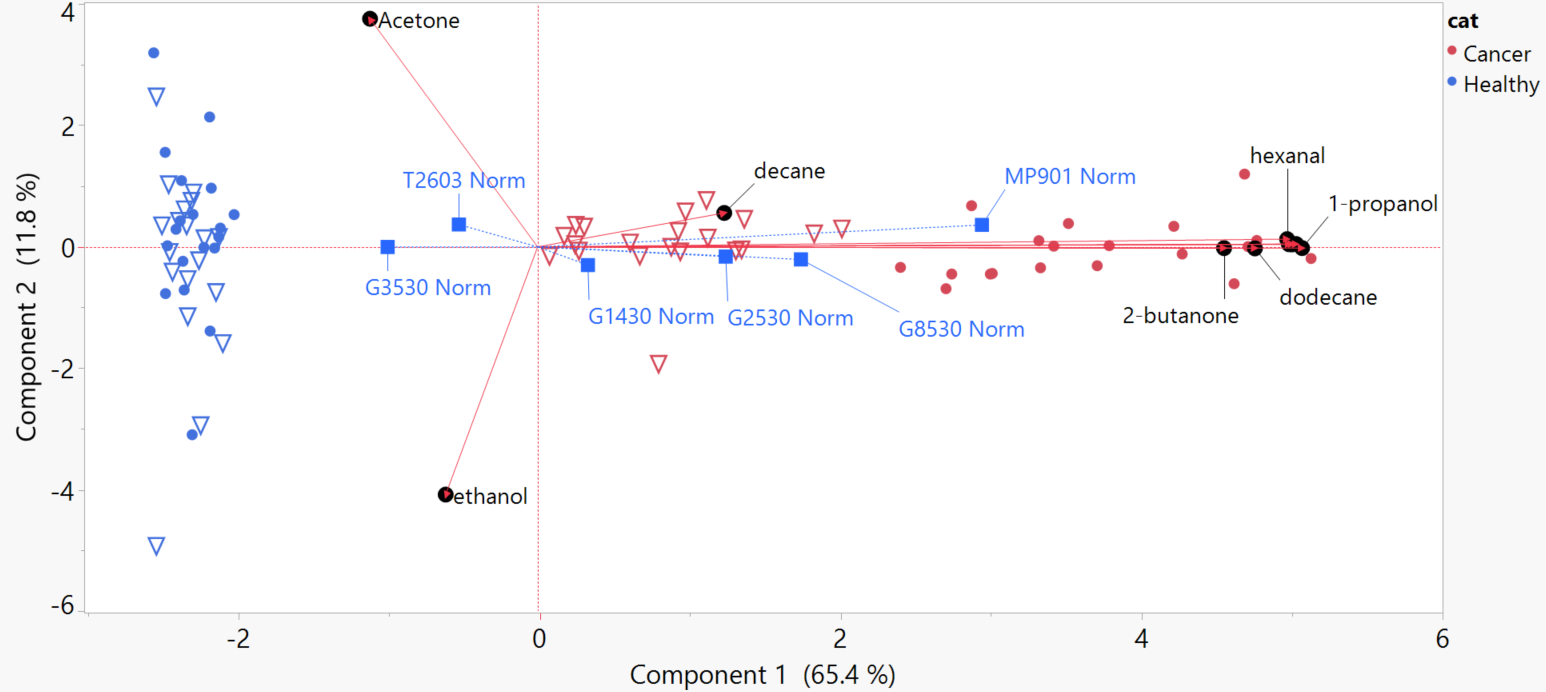 4
2
0
-2
-4
-6
Component 2 (11.8 %)
Acetone
cat
Cancer
Healthy
hexanal
decane
T2603 Norm
MP901 Norm
1-propanol
G3530 Norm
G1430 Norm
G2530 Norm
G8530 Norm
2-butanone
dodecane
ethanol
-2
0
2
4
6
Component 1 (65.4 %)